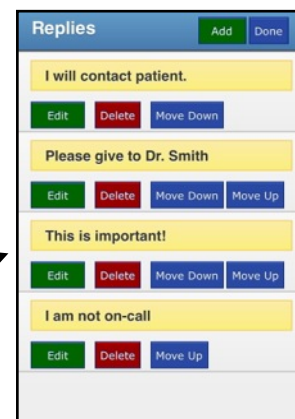 Replies Add Done
I will contact patient.
Edit Delete Move Down
Please give to Dr. Smith
Edit Delete Move Down Move Up
This is important!
Edit Delete Move Down Move Up
I am not on-call
Edit Delete Move Up